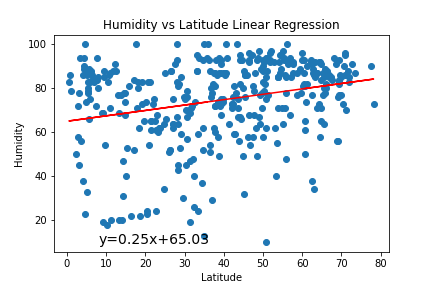 Humidity vs Latitude Linear Regression
100
80
60
40
20
Humidity
y=0.25x+65.03
0 10 20 30 40 50 60 70 80
Latitude